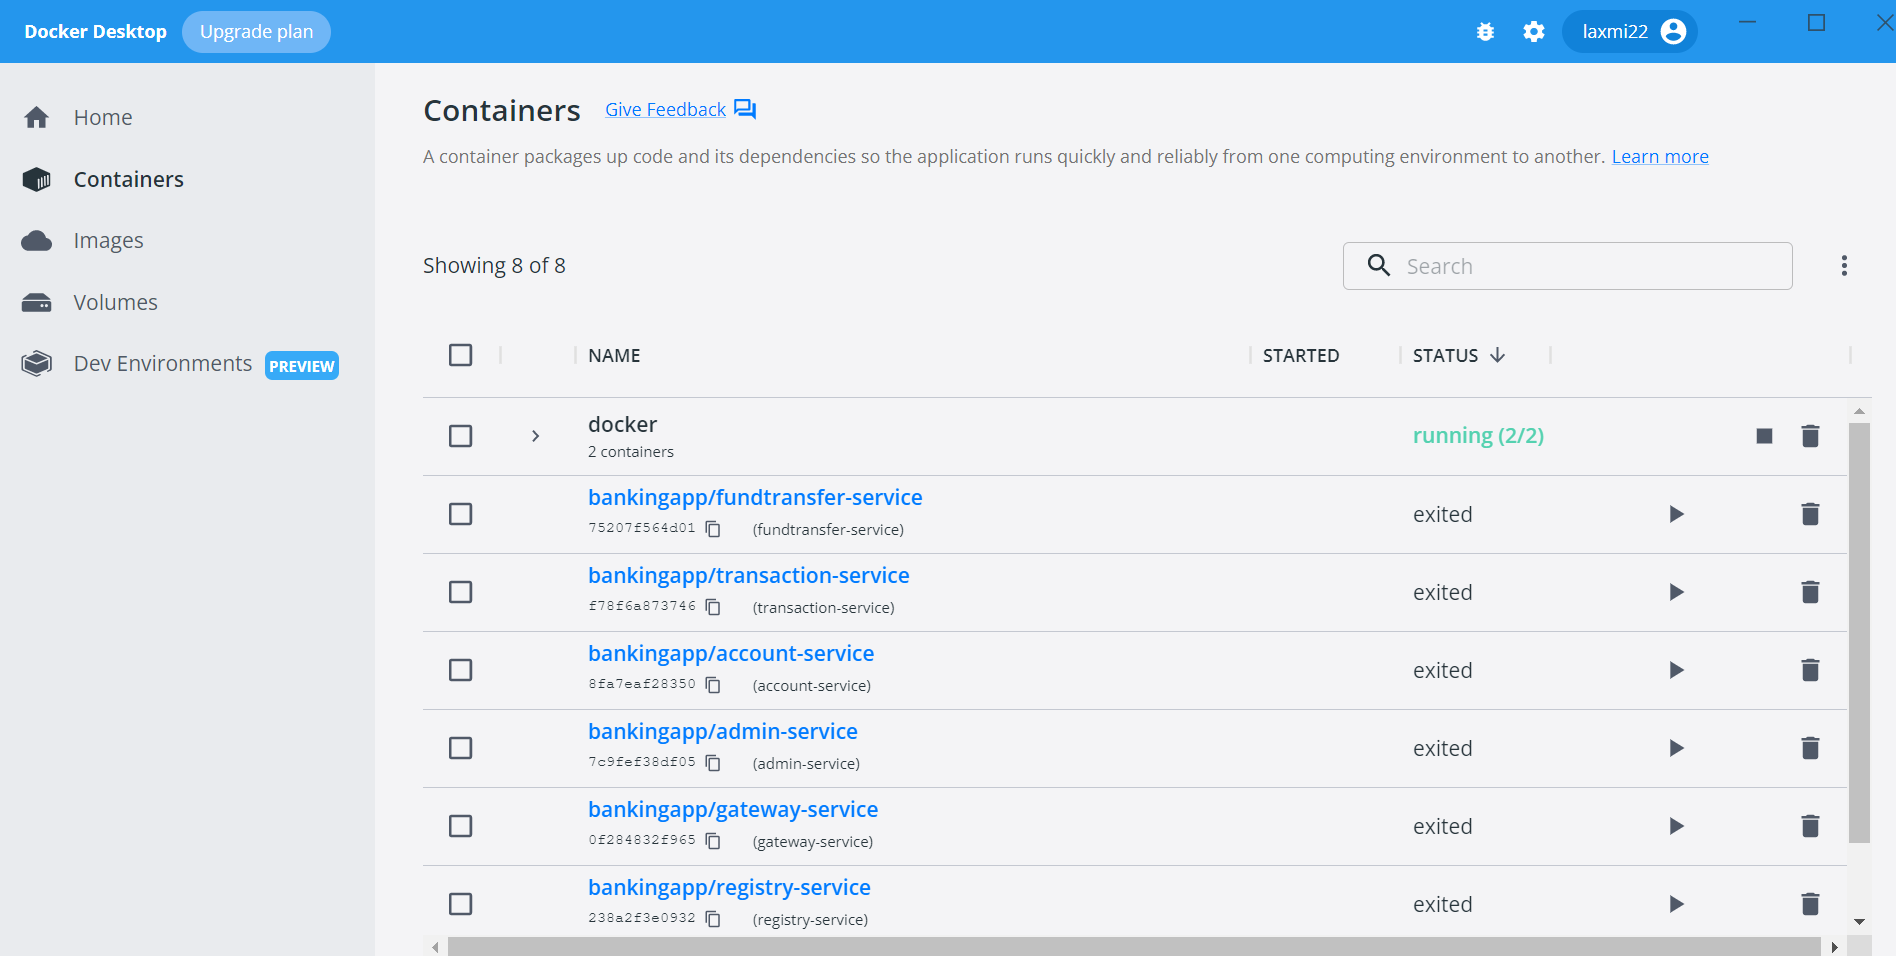 Docker Desktop Upgrade plan laxmi22
Home
Containers
Images
Volumes
Dev Environments PREVIEW
Containers Give Feedback
A container packages up code and its dependencies so the application runs quickly and reliably from one computing environment to another. Learn more
Showing 8 of 8 Search
NAME STARTED STATUS
docker
2 containers
running (2/2)
bankingapp/fundtransfer-service
75207f564d01 (fundtransfer-service)
exited
bankingapp/transaction-service
f78f6a873746 (transaction-service)
exited
bankingapp/account-service
8fa7eaf28350 (account-service)
exited
bankingapp/admin-service
7c9fef38df05 (admin-service)
exited
bankingapp/gateway-service
0f284832f965 (gateway-service)
exited
bankingapp/registry-service
238a2f3e0932 (registry-service)
exited